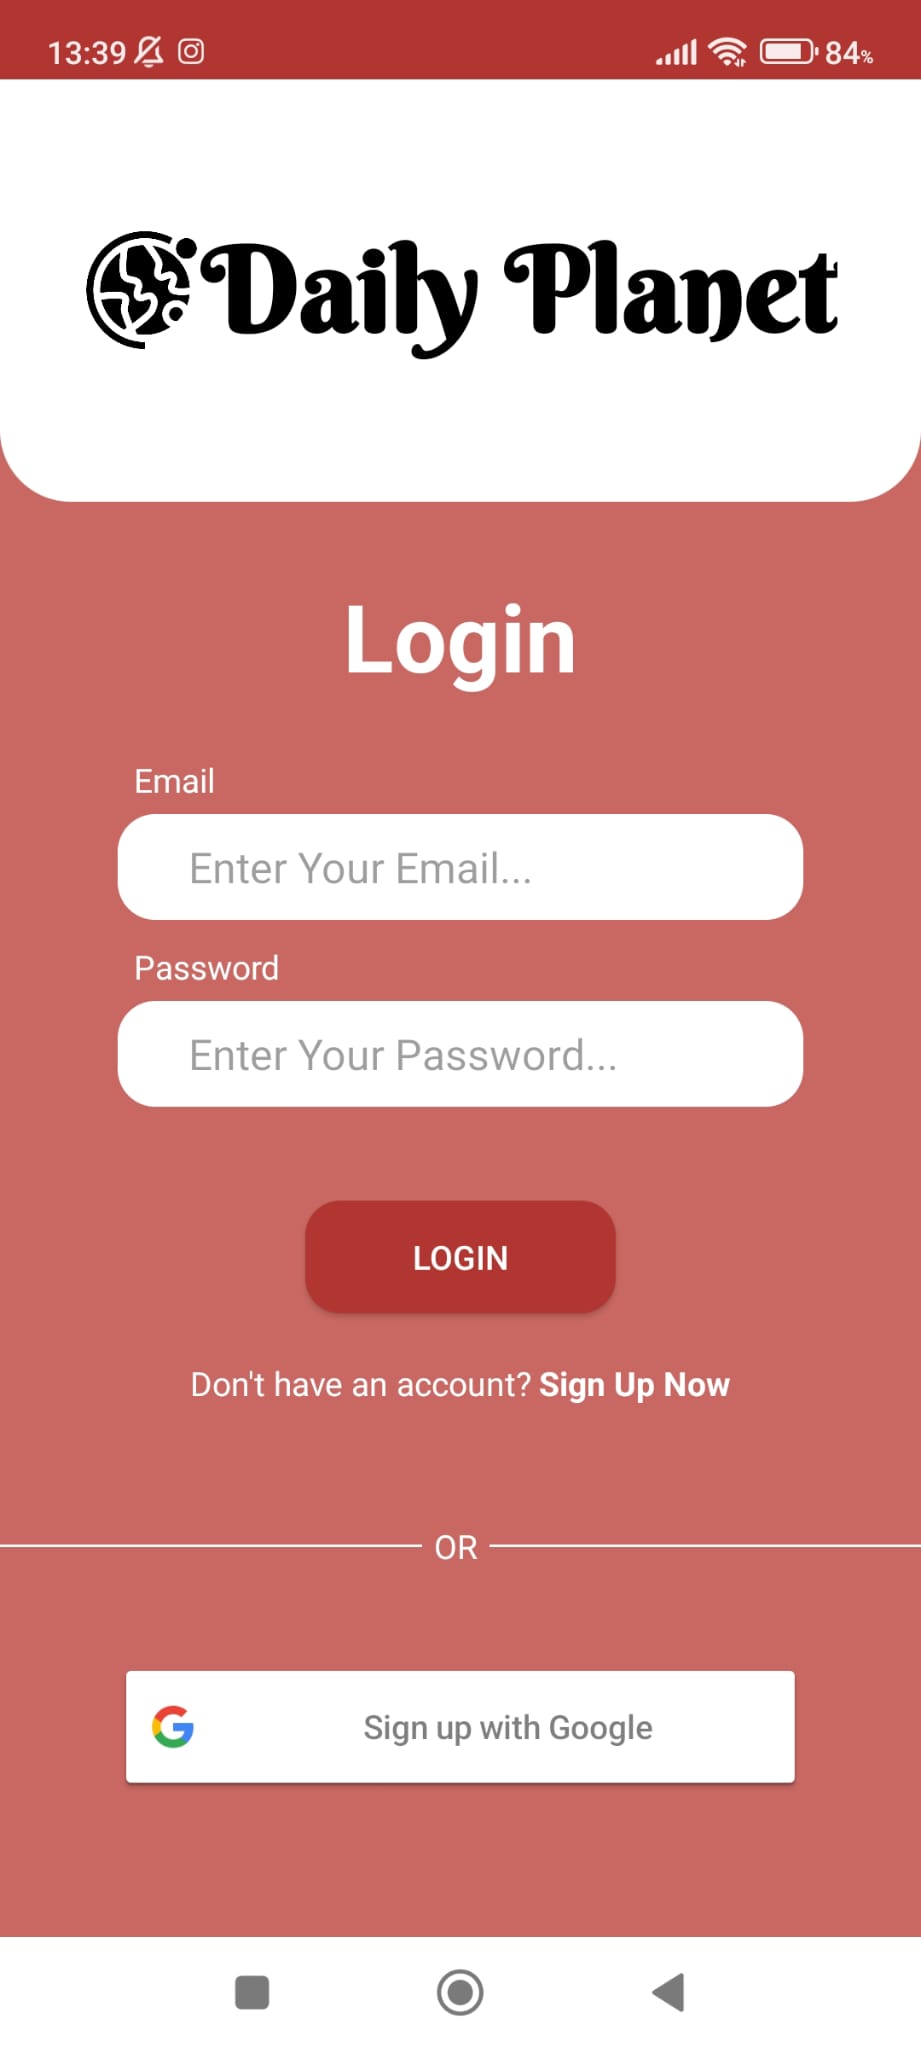 13:39 84%
Daily Planet
Login
Email
Enter Your Email...
Password
Enter Your Password...
LOGIN
Don't have an account? Sign Up Now
OR
Sign up with Google